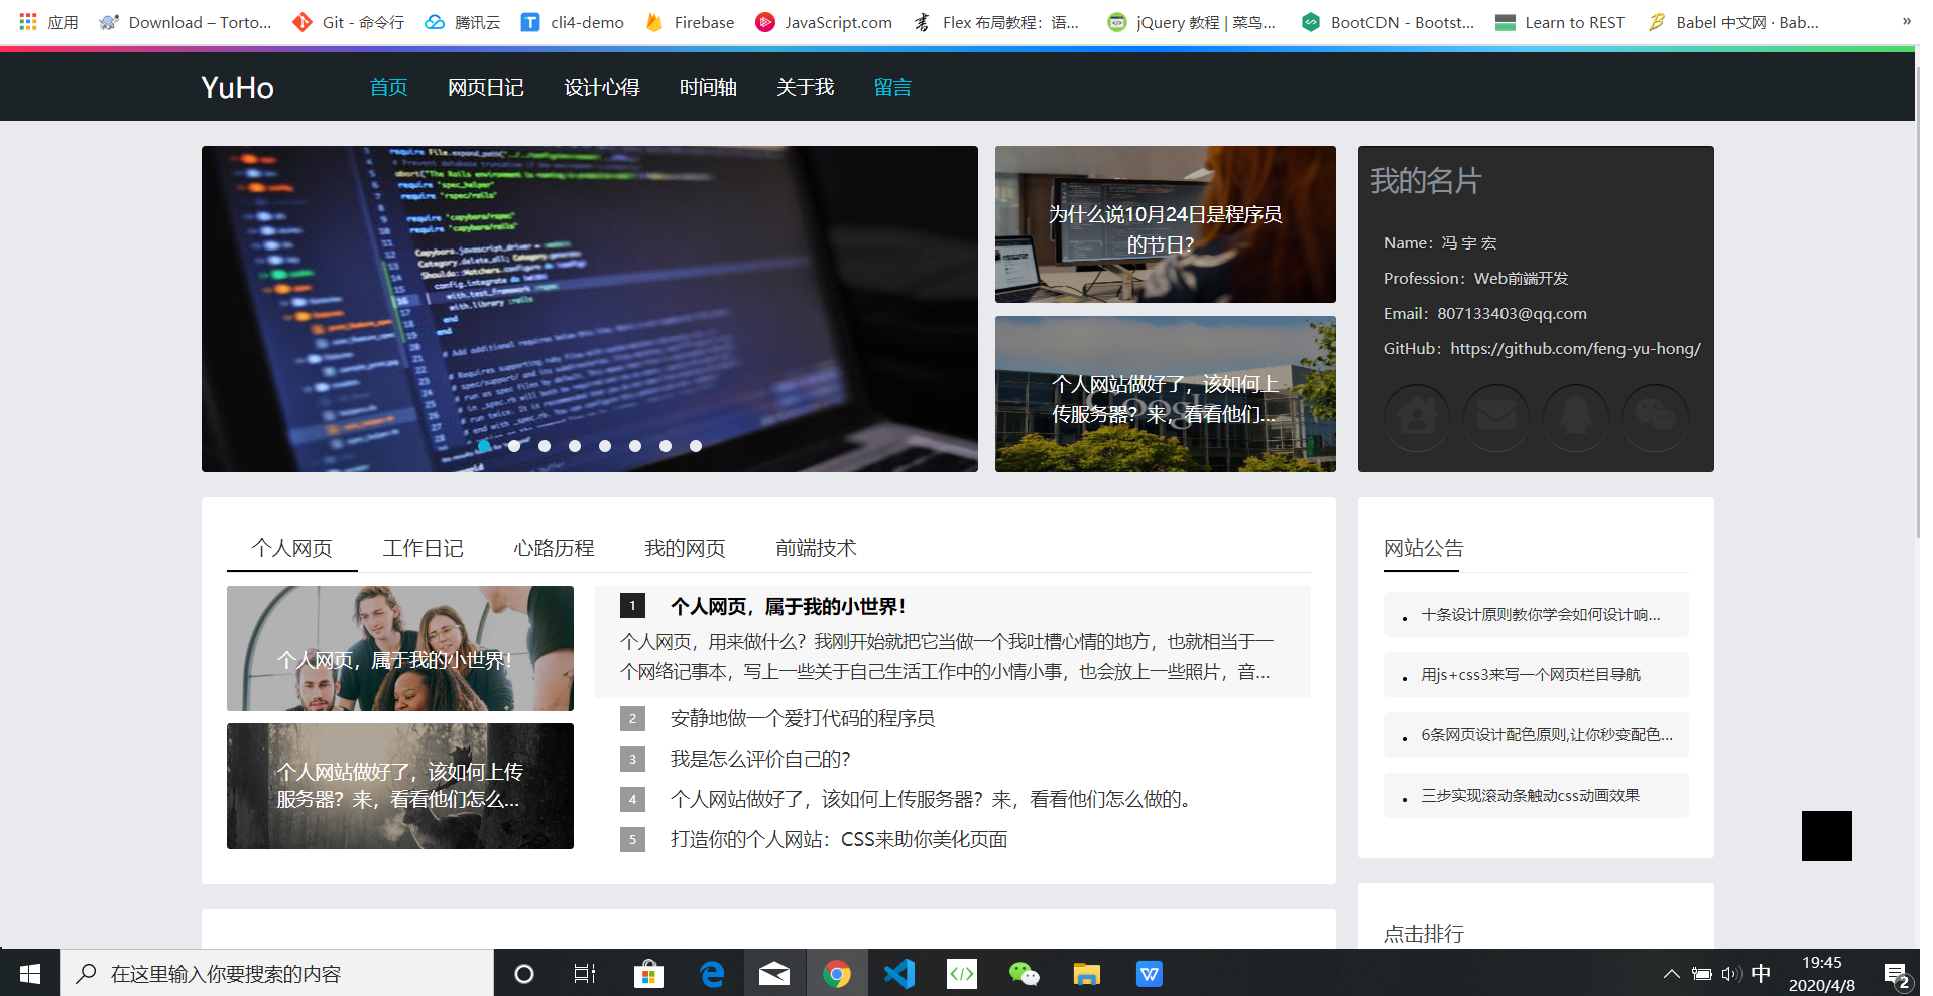 应用
Download – Torto...
Git - 命令行
腾讯云
cli4-demo
Firebase
JavaScript.com
Flex 布局教程：语...
jQuery 教程 | 菜鸟...
BootCDN - Bootst...
Learn to REST
Babel 中文网 · Bab...
»
YuHo
首页
网页日记
设计心得
时间轴
关于我
留言
为什么说10月24日是程序员
的节日？
个人网站做好了，该如何上
传服务器？来，看看他们...
我的名片
Name：冯 宇 宏
Profession：Web前端开发
Email：807133403@qq.com
GitHub：https://github.com/feng-yu-hong/
个人网页
工作日记
心路历程
我的网页
前端技术
个人网页，属于我的小世界！
个人网站做好了，该如何上传
服务器？来，看看他们怎么...
1 个人网页，属于我的小世界！
个人网页，用来做什么？我刚开始就把它当做一个我吐槽心情的地方，也就相当于一
个网络记事本，写上一些关于自己生活工作中的小情小事，也会放上一些照片，音...
2 安静地做一个爱打代码的程序员
3 我是怎么评价自己的？
4 个人网站做好了，该如何上传服务器？来，看看他们怎么做的。
5 打造你的个人网站：CSS来助你美化页面
网站公告
十条设计原则教你学会如何设计响...
用js+css3来写一个网页栏目导航
6条网页设计配色原则,让你秒变配色...
三步实现滚动条触动css动画效果
点击排行
在这里输入你要搜索的内容
中
19:45
2020/4/8
2